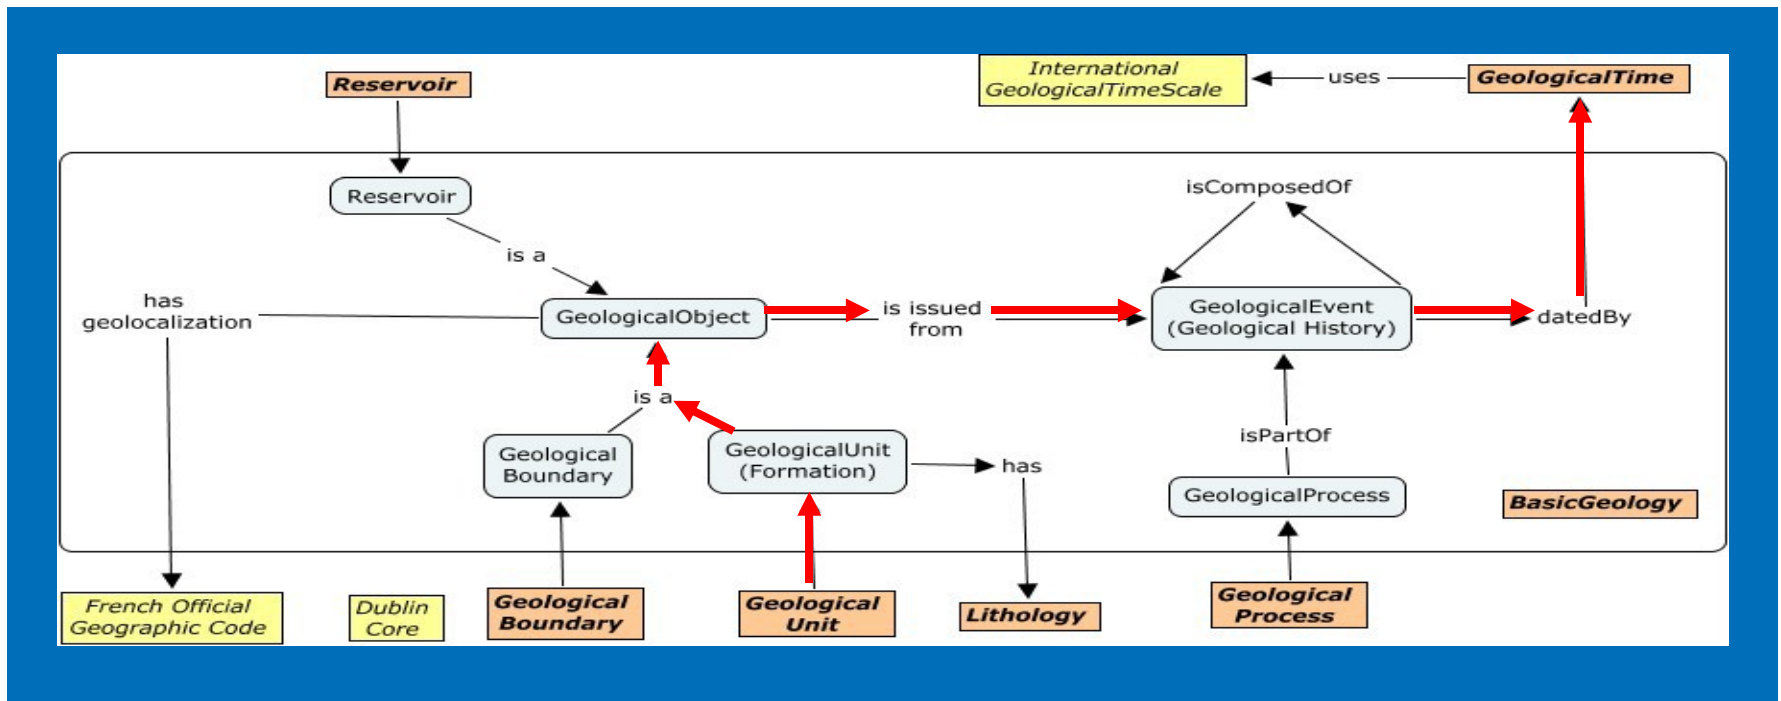 Reservoir
International
GeologicalTimeScale
uses
GeologicalTime
Reservoir
isComposedOf
is a
has
geolocalization
GeologicalObject
is issued
from
GeologicalEvent
(Geological History)
datedBy
is a
Geological
Boundary
GeologicalUnit
(Formation)
has
isPartOf
GeologicalProcess
BasicGeology
French Official
Geographic Code
Dublin
Core
Geological
Boundary
Geological
Unit
Lithology
Geological
Process